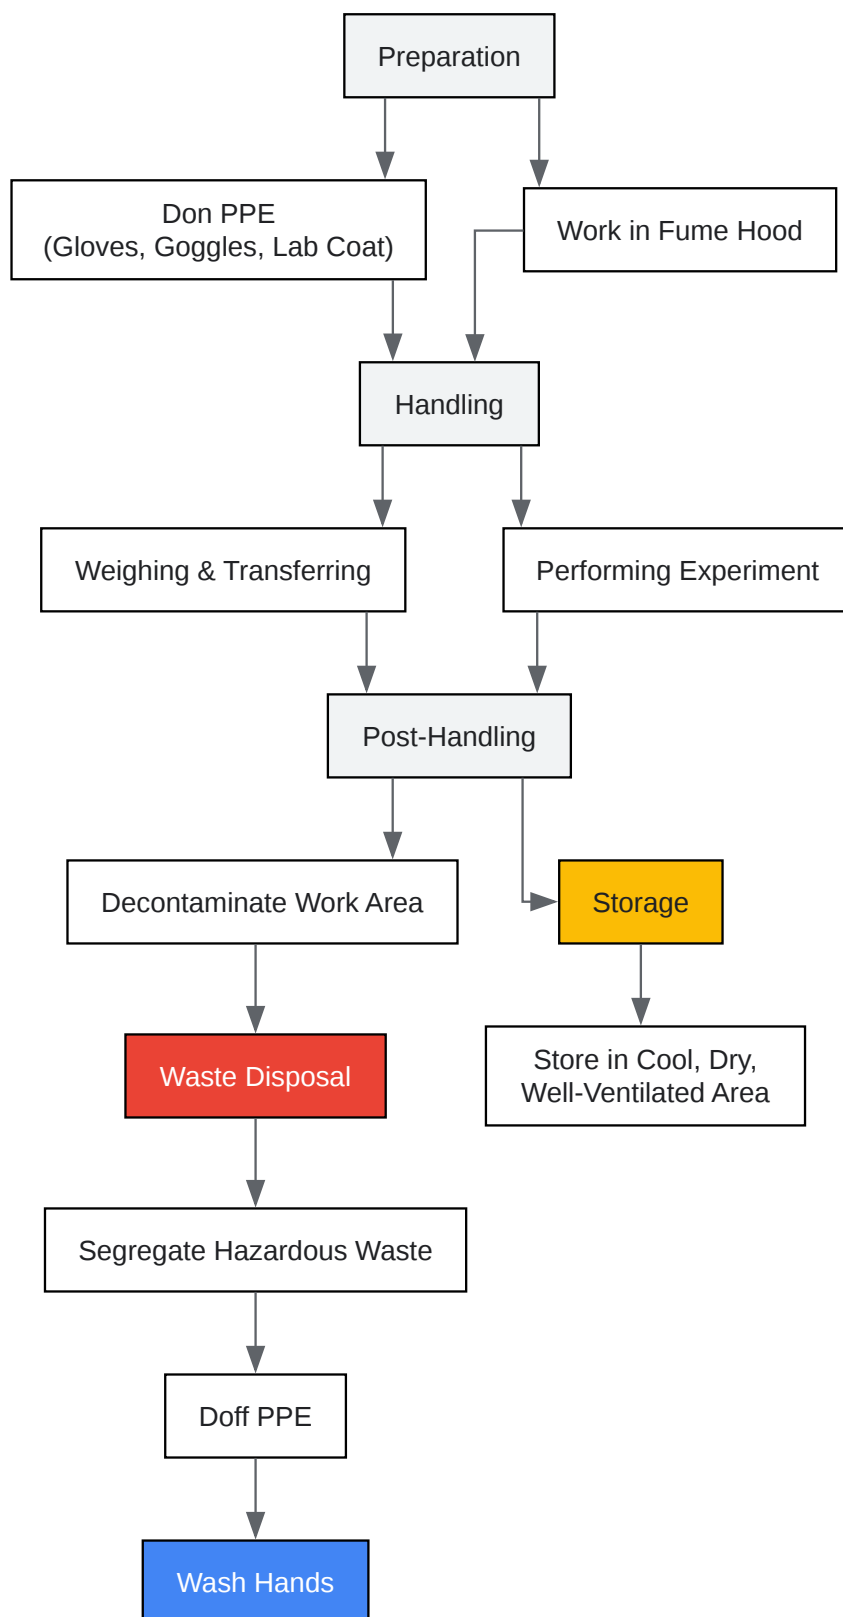 Preparation
Don PPE
(Gloves, Goggles, Lab Coat)
Work in Fume Hood
Handling
Weighing & Transferring
Performing Experiment
Post-Handling
Decontaminate Work Area
Storage
Waste Disposal
Store in Cool, Dry,
Well-Ventilated Area
Segregate Hazardous Waste
Doff PPE
Wash Hands